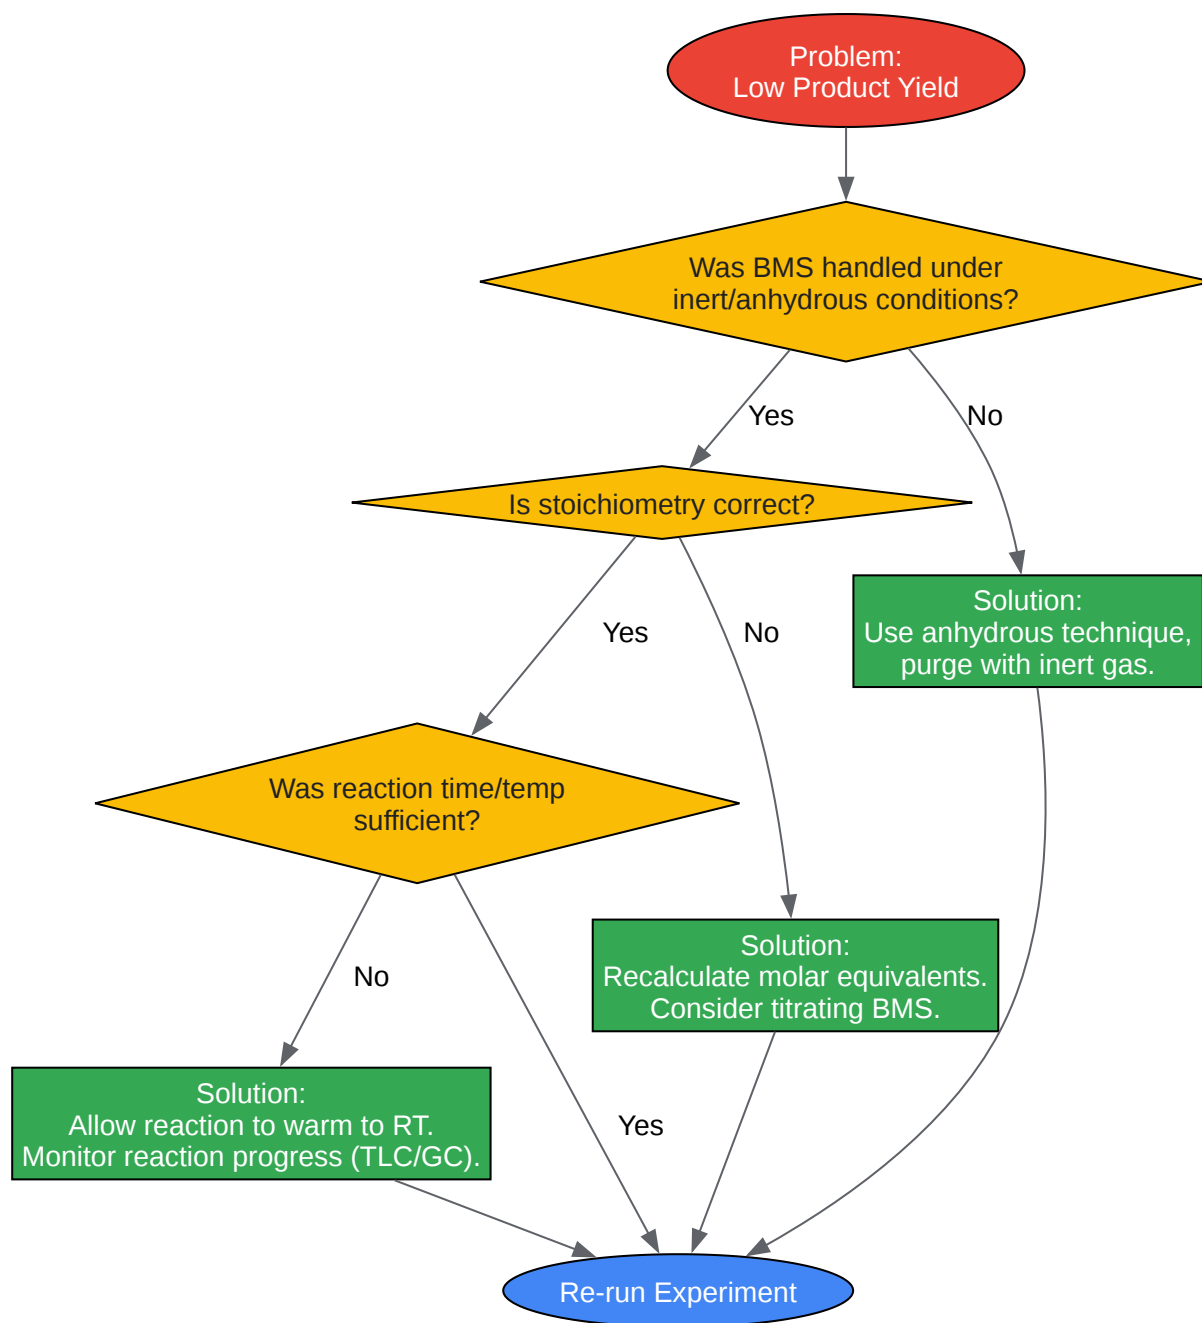 Problem:
Low Product Yield
Was BMS handled under
inert/anhydrous conditions?
Yes
No
Is stoichiometry correct?
Yes
No
Solution:
Use anhydrous technique,
purge with inert gas.
Was reaction time/temp
sufficient?
No
Yes
Solution:
Recalculate molar equivalents.
Consider titrating BMS.
Solution:
Allow reaction to warm to RT.
Monitor reaction progress (TLC/GC).
Re-run Experiment